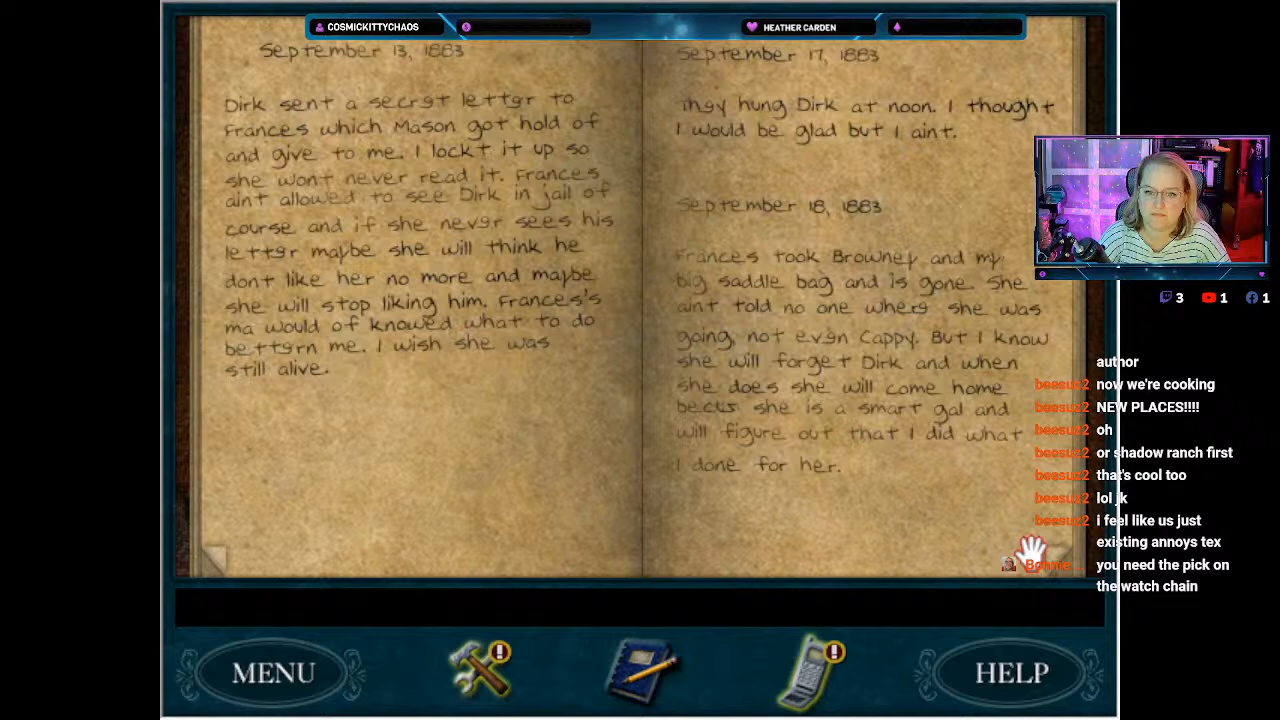 COSMICKITTYCHAOS
HEATHER CARDEN
September 13, 1883
Dirk sent a secret letter to
Frances which Mason got hold of
and give to me. I lockt it up so
she wont never read it. Frances
aint allowed to see Dirk in jail of
course and if she never sees his
letter maybe she will think he
dont like her no more and maybe
she will stop liking him. Frances's
ma would of knowed what to do
bettern me. I wish she was
still alive.
September 17, 1883
They hung Dirk at noon. I thought
I would be glad but I aint.
September 18, 1883
Frances took Browney and my
big saddle bag and is gone. She
aint told no one where she was
going, not even Cappy. But I know
she will forget Dirk and when
she does she will come home
becus she is a smart gal and
will figure out that I did what
I done for her.
3 1 1
author
beesuz2 now we're cooking
beesuz2 NEW PLACES!!!!
beesuz2 oh
beesuz2 or shadow ranch first
beesuz2 that's cool too
beesuz2 lol jk
beesuz2 i feel like us just
existing annoys tex
you need the pick on
the watch chain
MENU
HELP